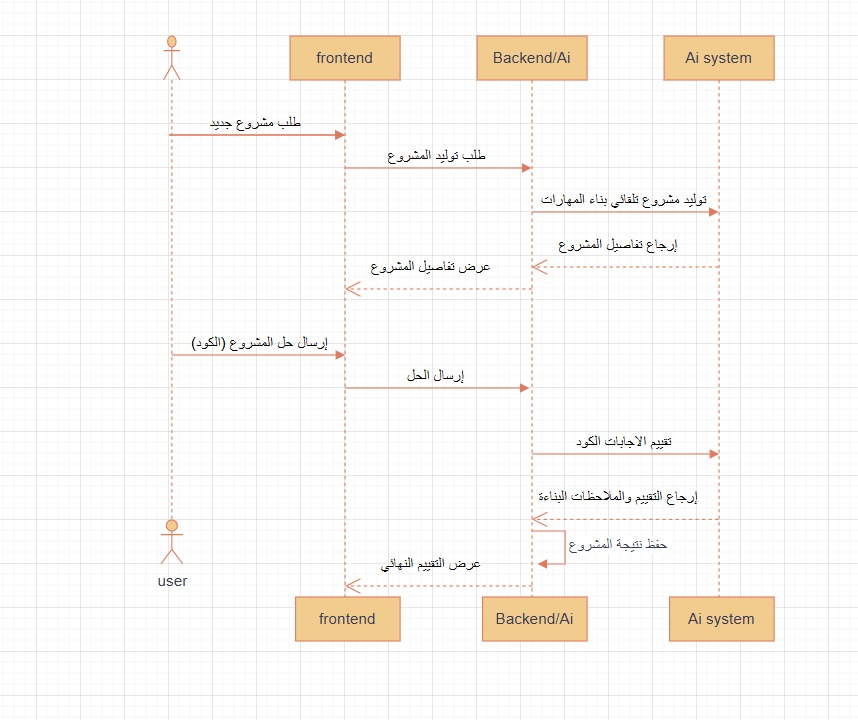 frontend
Backend/Ai
Ai system
طلب مشروع جديد
طلب توليد المشروع
توليد مشروع تلقائي بناء المهارات
إرجاع تفاصيل المشروع
عرض تفاصيل المشروع
إرسال حل المشروع (الكود)
إرسال الحل
تقييم الاجابات الكود
إرجاع التقييم والملاحظات البناءة
حفظ نتيجة المشروع
عرض التقييم النهائي
user
frontend
Backend/Ai
Ai system